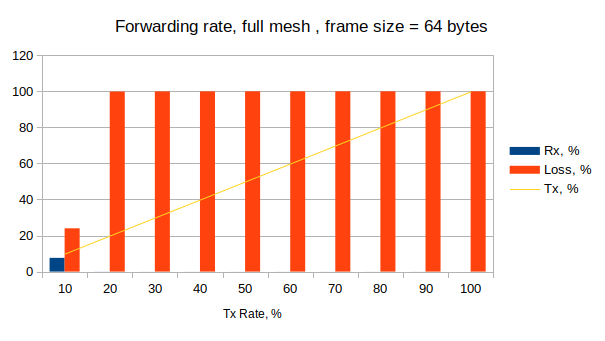 Forwarding rate, full mesh , frame size = 64 bytes
120
100
80
60
40
20
0
10 20 30 40 50 60 70 80 90 100
Tx Rate, %
Rx, %
Loss, %
Tx, %